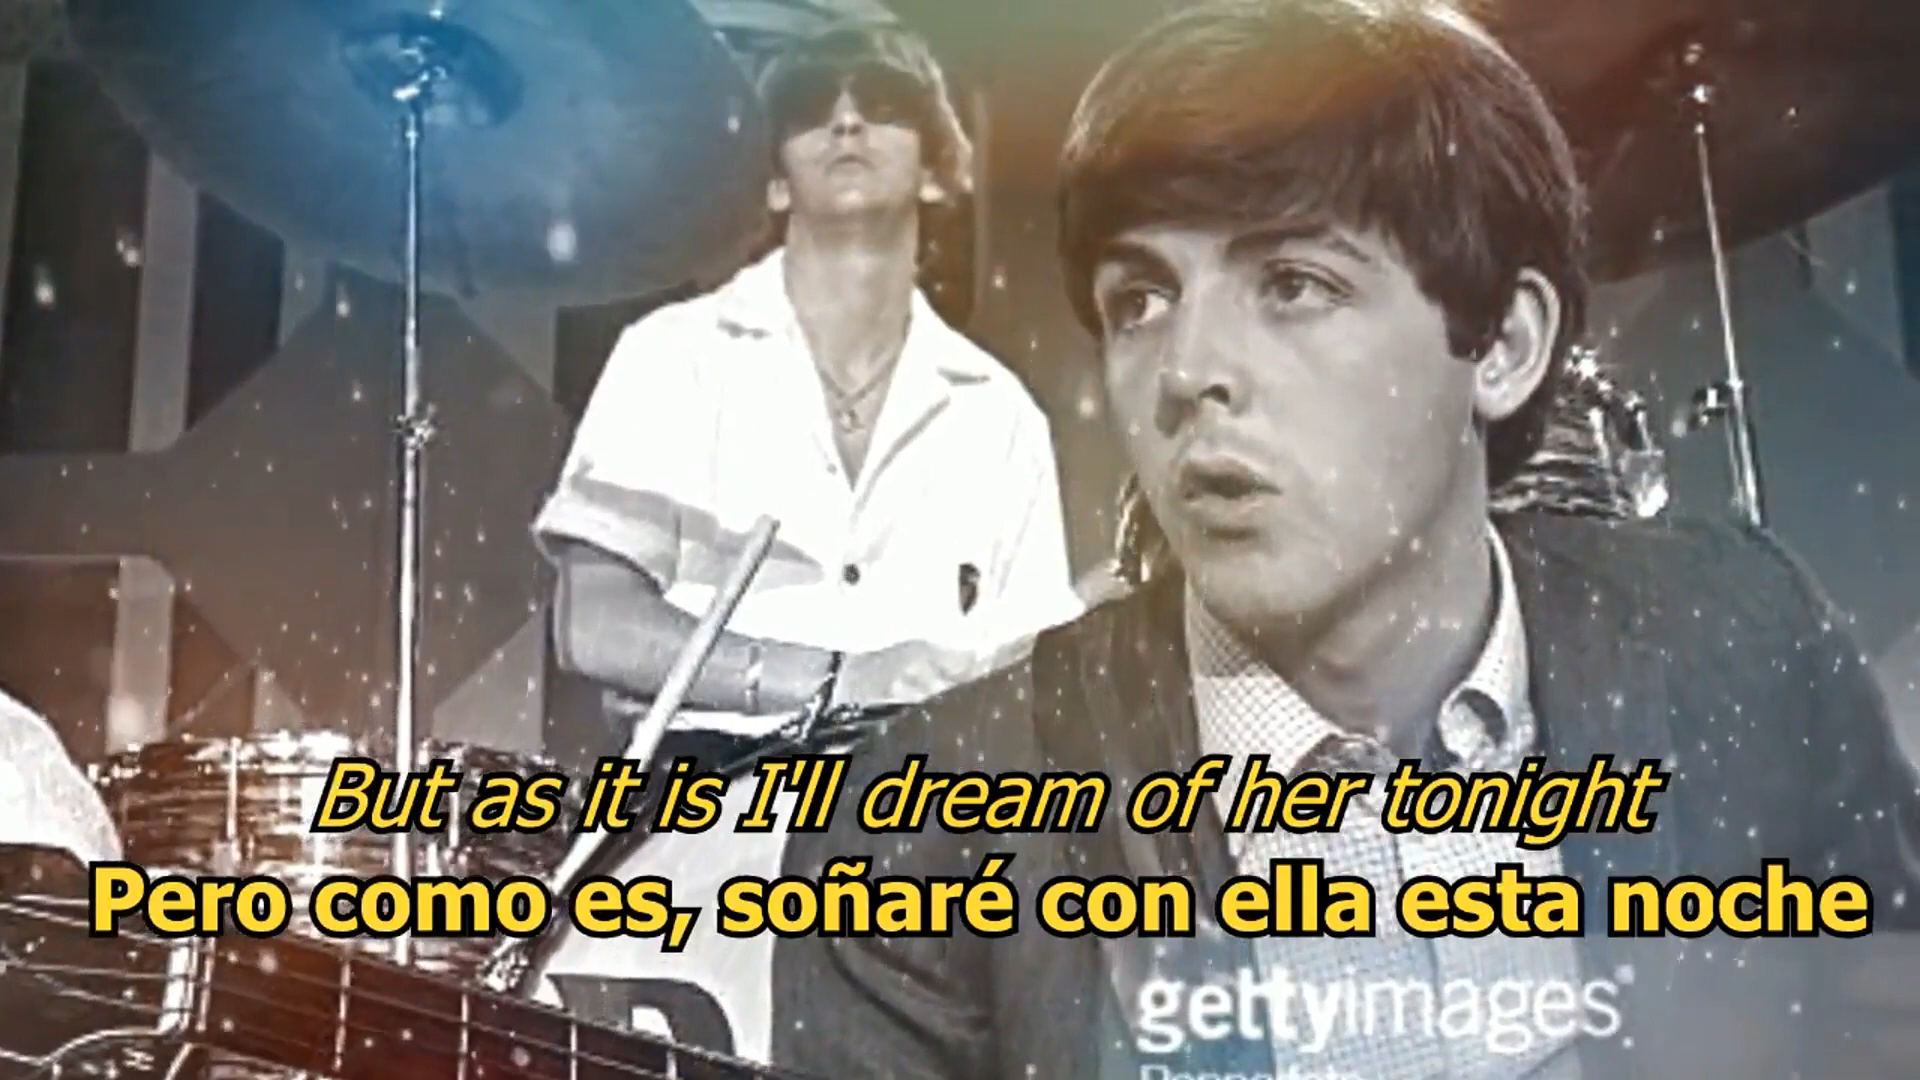 But as it is I'll dream of her tonight
Pero como es, soñaré con ella esta noche
gettyimages